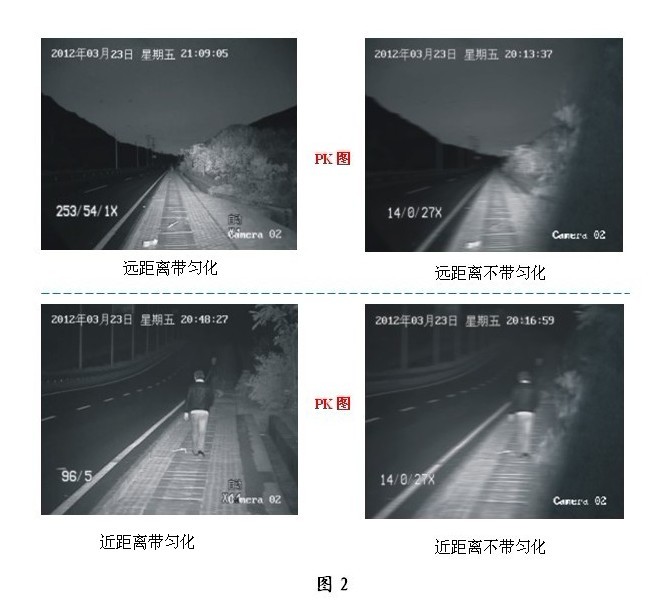 2012年03月23日 星期五 21:09:05
2012年03月23日 星期五 20:13:37
PK 图
253/54/1X
14/0/27X
Camera 02
Camera 02
远距离带匀化
远距离不带匀化
2012年03月23日 星期五 20:48:27
2012年03月23日 星期五 20:16:59
PK 图
96/5
14/0/27X
Camera 02
Camera 02
近距离带匀化
近距离不带匀化
图 2